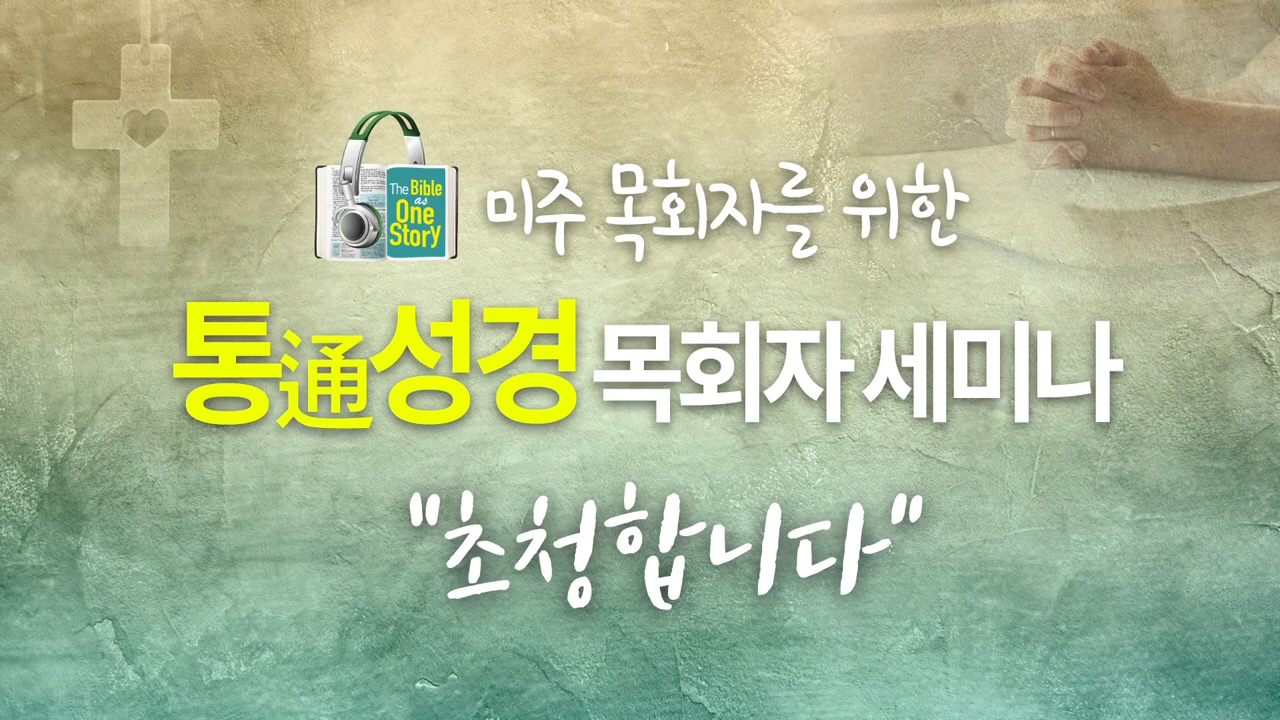 The Bible
as
One
Story
미주 목회자를 위한
통通성경 목회자 세미나
"초청합니다"